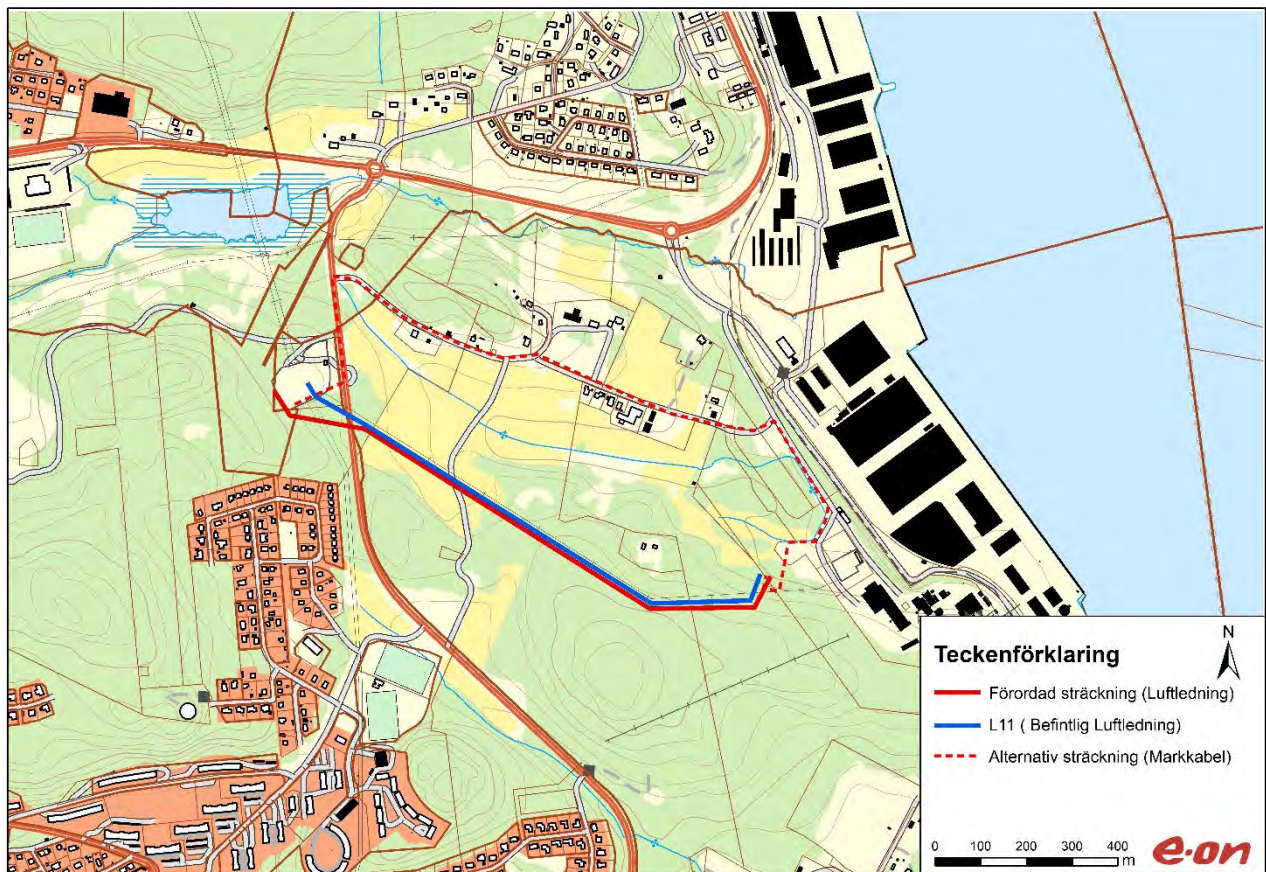 Teckenförklaring
N
Förordad sträckning (Luftledning)
L11 ( Befintlig Luftledning)
Alternativ sträckning (Markkabel)
0 100 200 300 400
m
e·on